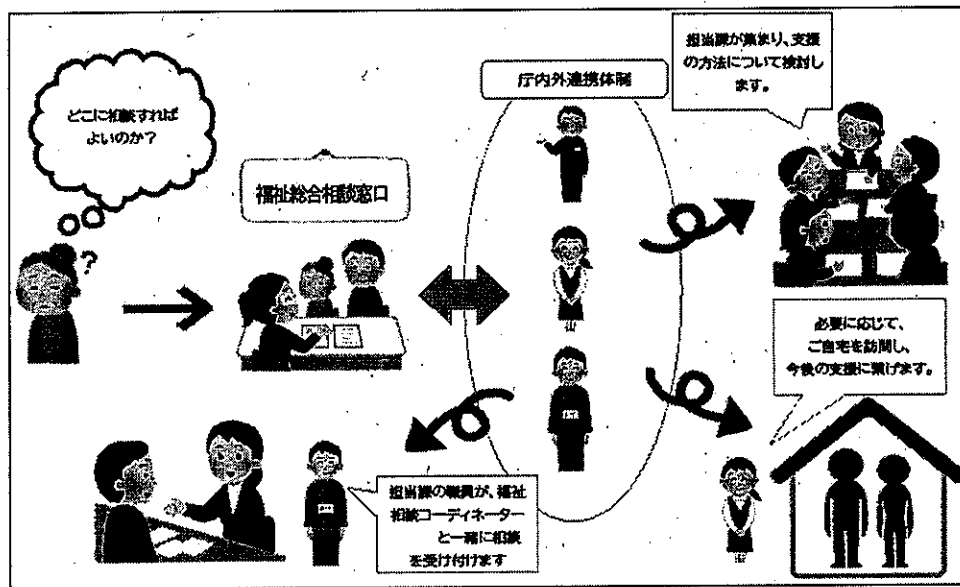 どこに相談すれば
よいのか？
?
福祉総合相談窓口
庁内外連携体制
担当課が集まり、支援
の方法について検討し
ます。
必要に応じて、
ご自宅を訪問し、
今後の支援に繋げます。
担当課の職員が、福祉
相談コーディネーター
と一緒に相談
を受け付けます